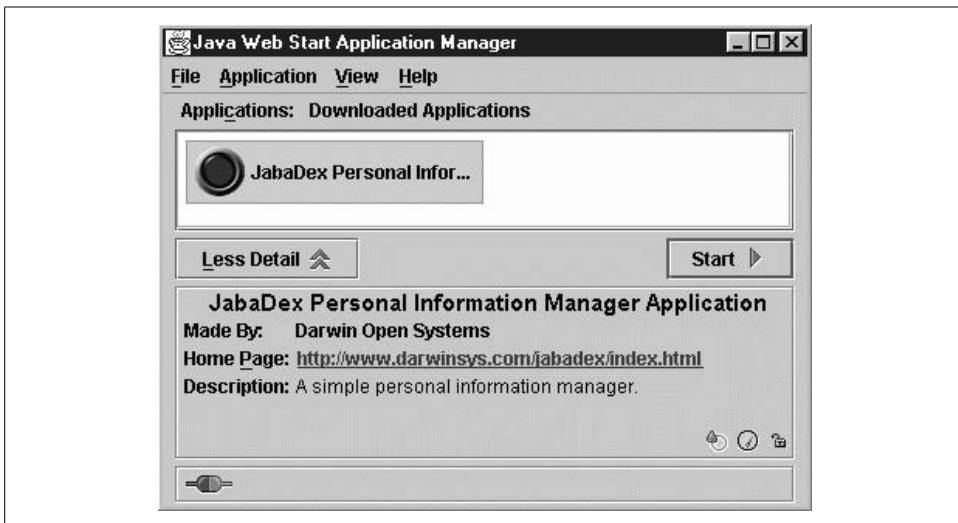 Java Web Start Application Manager
File Application View Help
Applications: Downloaded Applications
JabaDex Personal Infor...
Less Detail
Start
JabaDex Personal Information Manager Application
Made By: Darwin Open Systems
Home Page: http://www.darwinsys.com/jabadex/index.html
Description: A simple personal information manager.